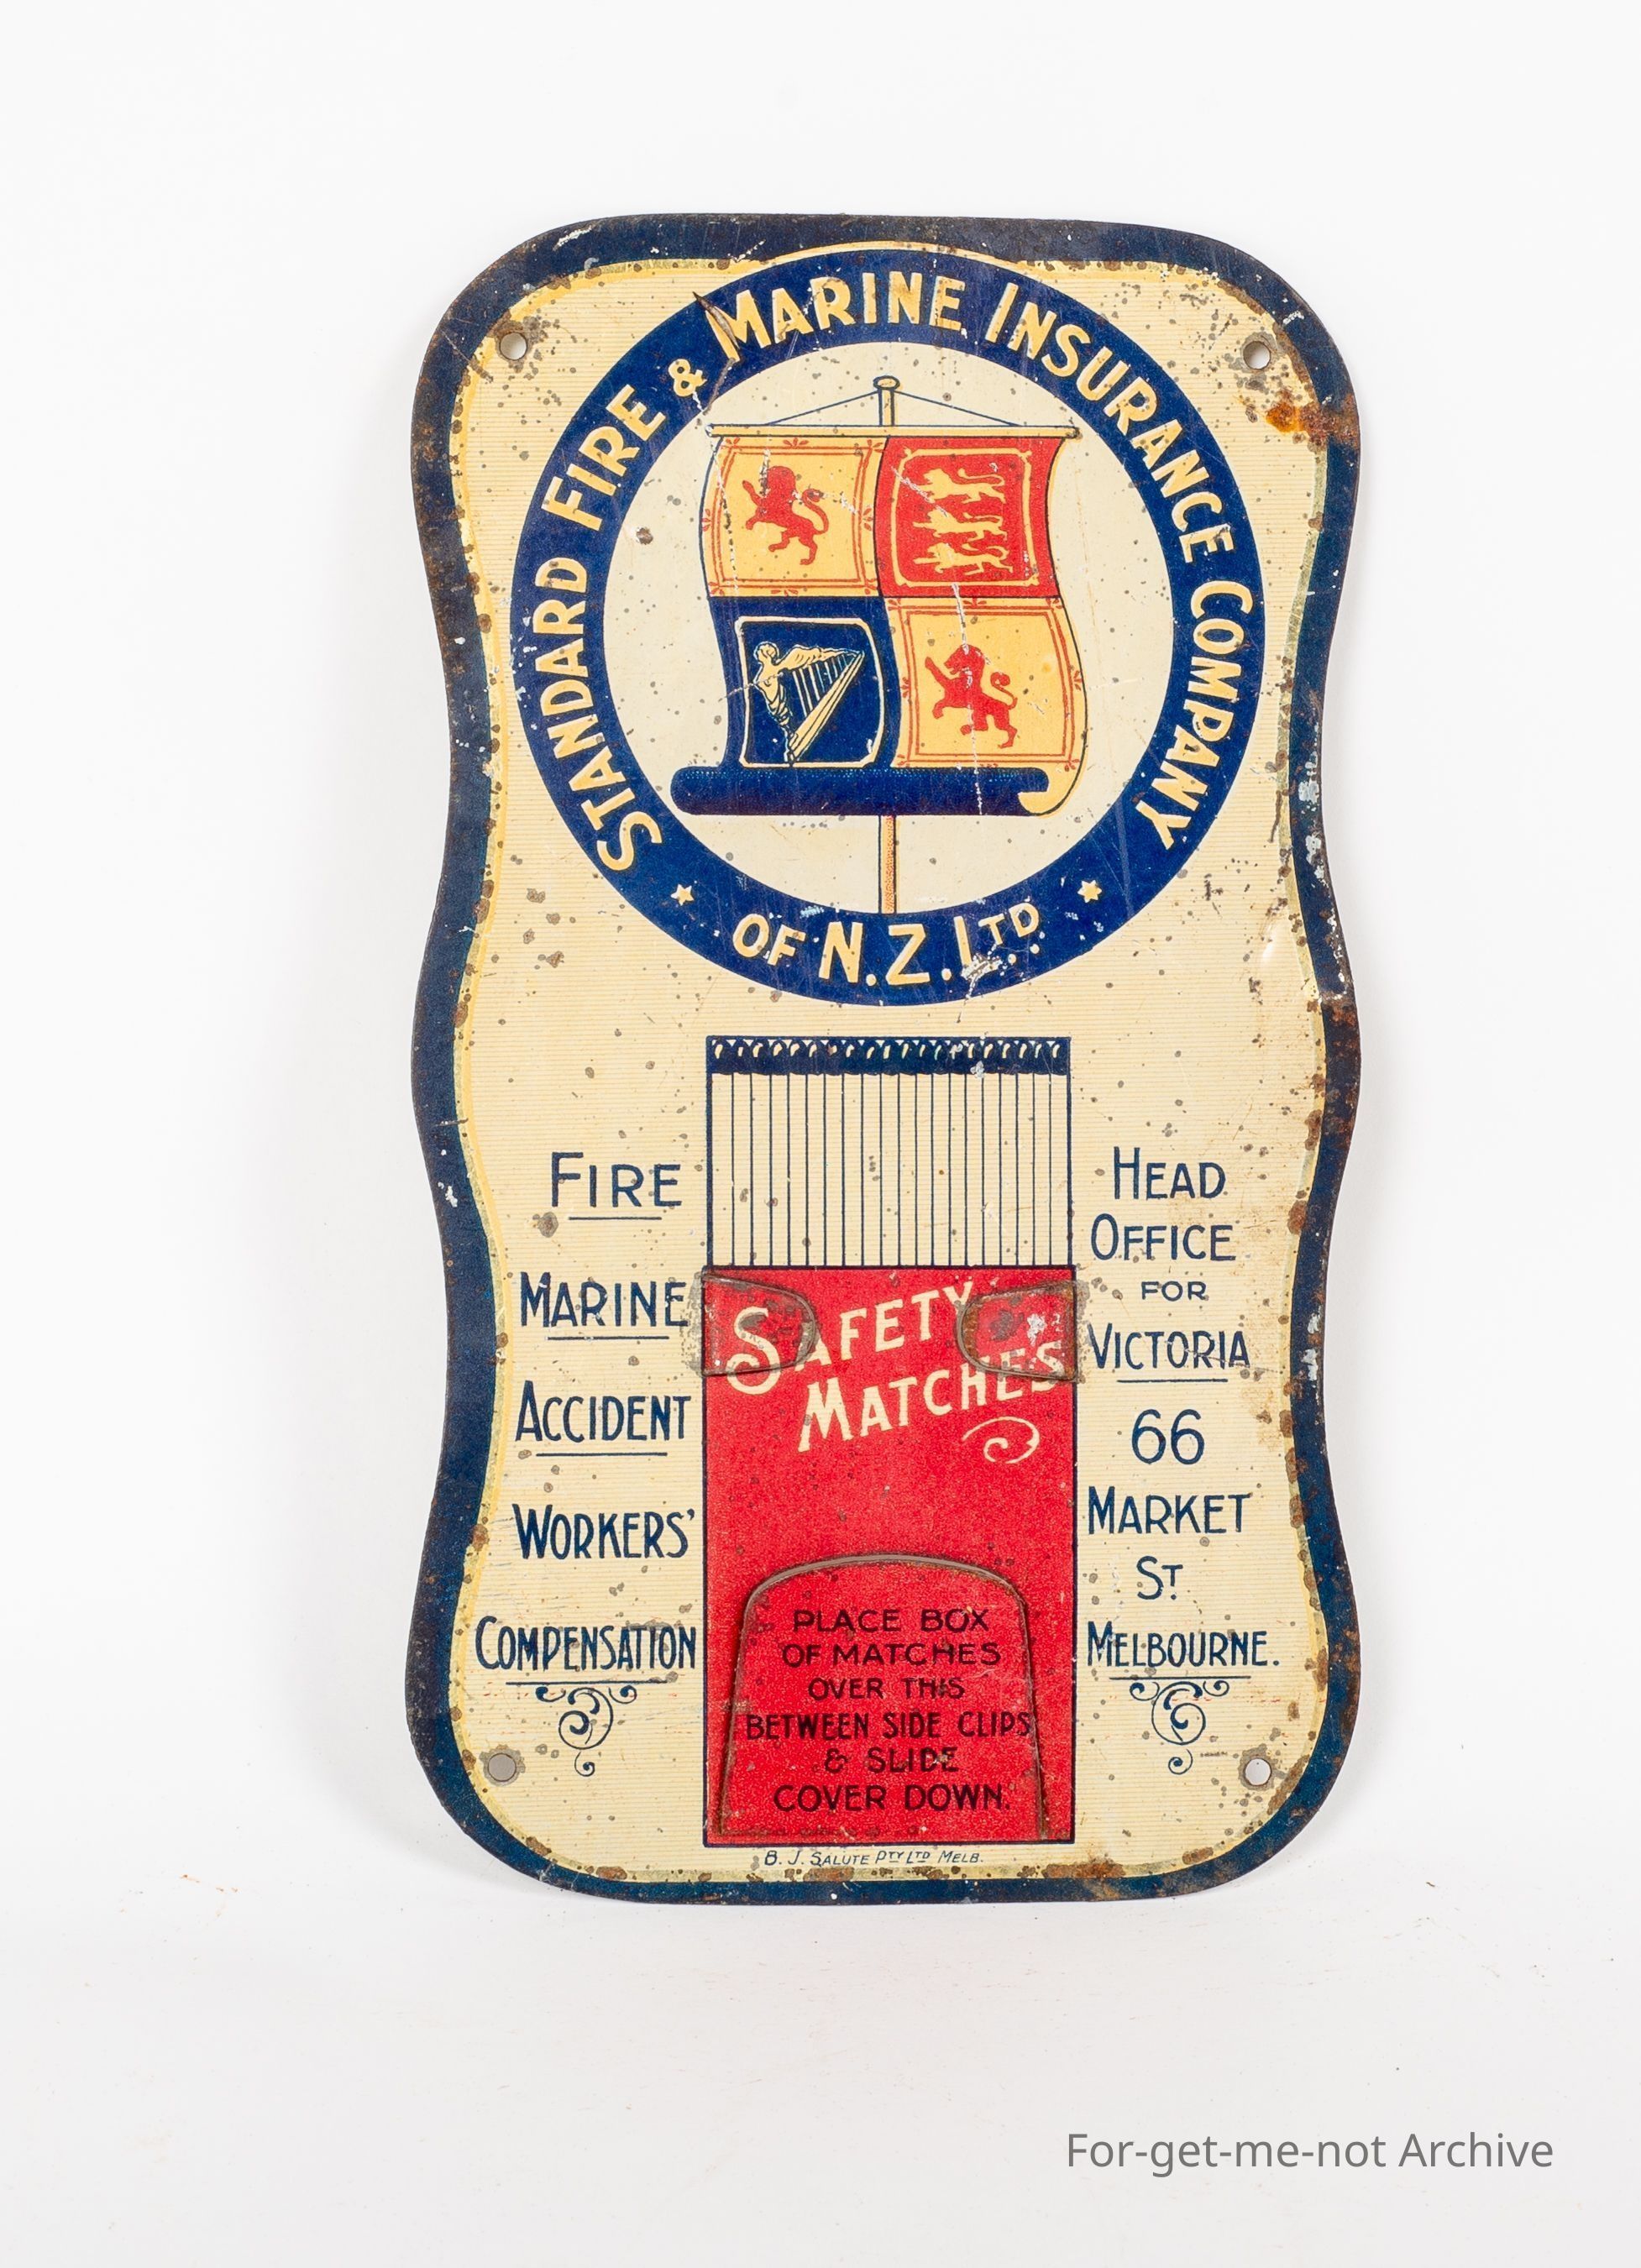 STANDARD FIRE & MARINE INSURANCE COMPANY
OF N.Z. LTD.
FIRE
MARINE
ACCIDENT
WORKERS'
COMPENSATION
SAFETY
MATCHES
PLACE BOX
OF MATCHES
OVER THIS
BETWEEN SIDE CLIPS
& SLIDE
COVER DOWN.
HEAD
OFFICE
FOR
VICTORIA
66
MARKET
ST
MELBOURNE.
B. J. SALUTE PTY LTD MELB.
For-get-me-not Archive